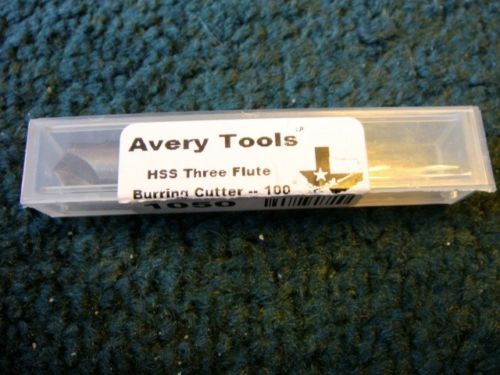 Avery Tools
HSS Three Flute
Burring Cutter -- 100
1050